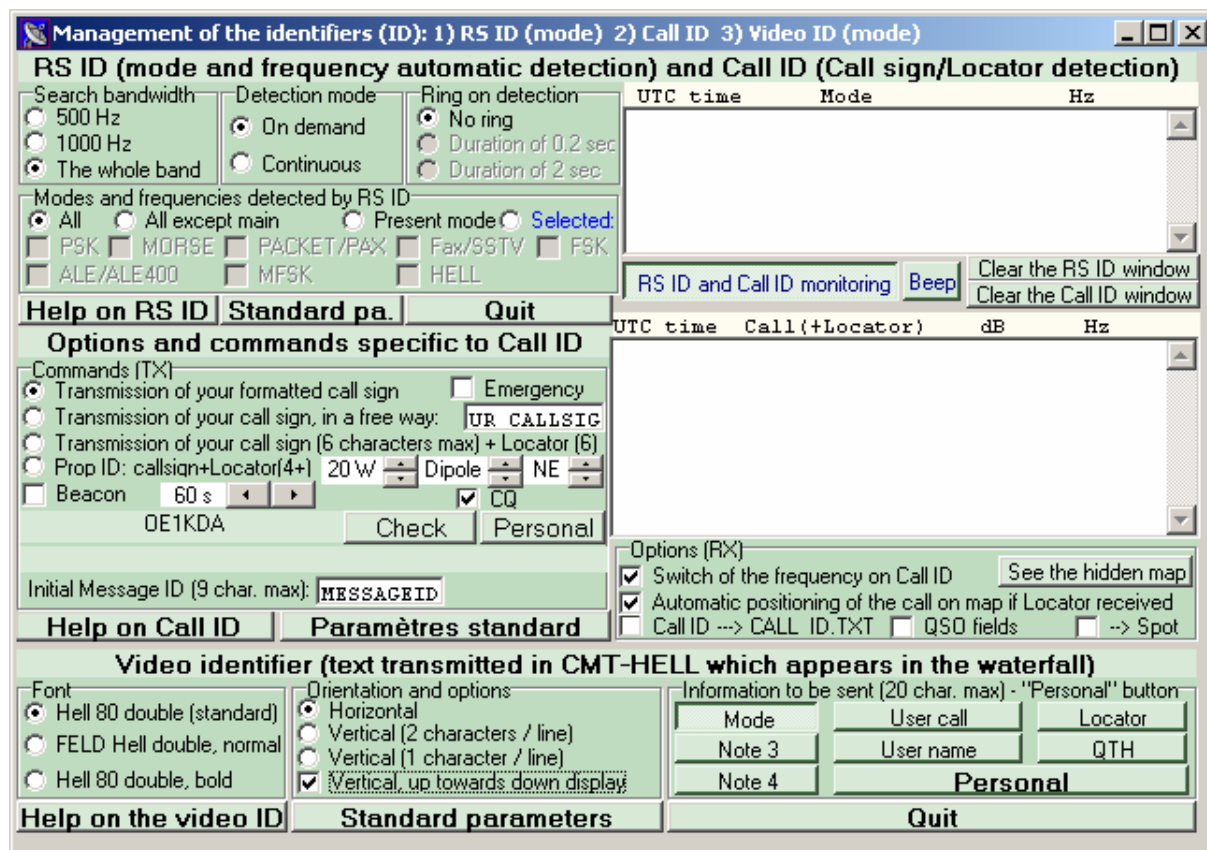 Management of the identifiers (ID): 1) RS ID (mode) 2) Call ID 3) Video ID (mode)
RS ID (mode and frequency automatic detection) and Call ID (Call sign/Locator detection)
Search bandwidth
500 Hz
1000 Hz
The whole band
Detection mode
On demand
Continuous
Ring on detection
No ring
Duration of 0.2 sec
Duration of 2 sec
UTC time Mode Hz
Modes and frequencies detected by RS ID
All All except main Present mode Selected:
PSK MORSE PACKET/PAX Fax/SSTV FSK
ALE/ALE400 MFSK HELL
RS ID and Call ID monitoring Beep
Clear the RS ID window
Clear the Call ID window
Help on RS ID Standard pa. Quit
UTC time Call(+Locator) dB Hz
Options and commands specific to Call ID
Commands (TX)
Transmission of your formatted call sign Emergency
Transmission of your call sign, in a free way: UR CALLSIG
Transmission of your call sign (6 characters max) + Locator (6)
Prop ID: callsign+Locator(4+) 20 W Dipole NE
Beacon 60 s CQ
OE1KDA Check Personal
Initial Message ID (9 char. max): MESSAGEID
Help on Call ID Paramètres standard
Options (RX)
Switch of the frequency on Call ID See the hidden map
Automatic positioning of the call on map if Locator received
Call ID ---> CALL_ID.TXT QSO fields --> Spot
Video identifier (text transmitted in CMT-HELL which appears in the waterfall)
Font
Hell 80 double (standard)
FELD Hell double, normal
Hell 80 double, bold
Orientation and options
Horizontal
Vertical (2 characters / line)
Vertical (1 character / line)
Vertical, up towards down display
Information to be sent (20 char. max) - "Personal" button
Mode User call Locator
Note 3 User name QTH
Note 4 Personal
Help on the video ID Standard parameters Quit